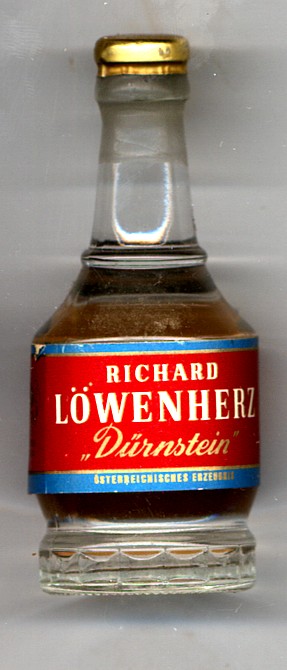 RICHARD
LÖWENHERZ
„Dürnstein"
ÖSTERREICHISCHES ERZEUGNIS